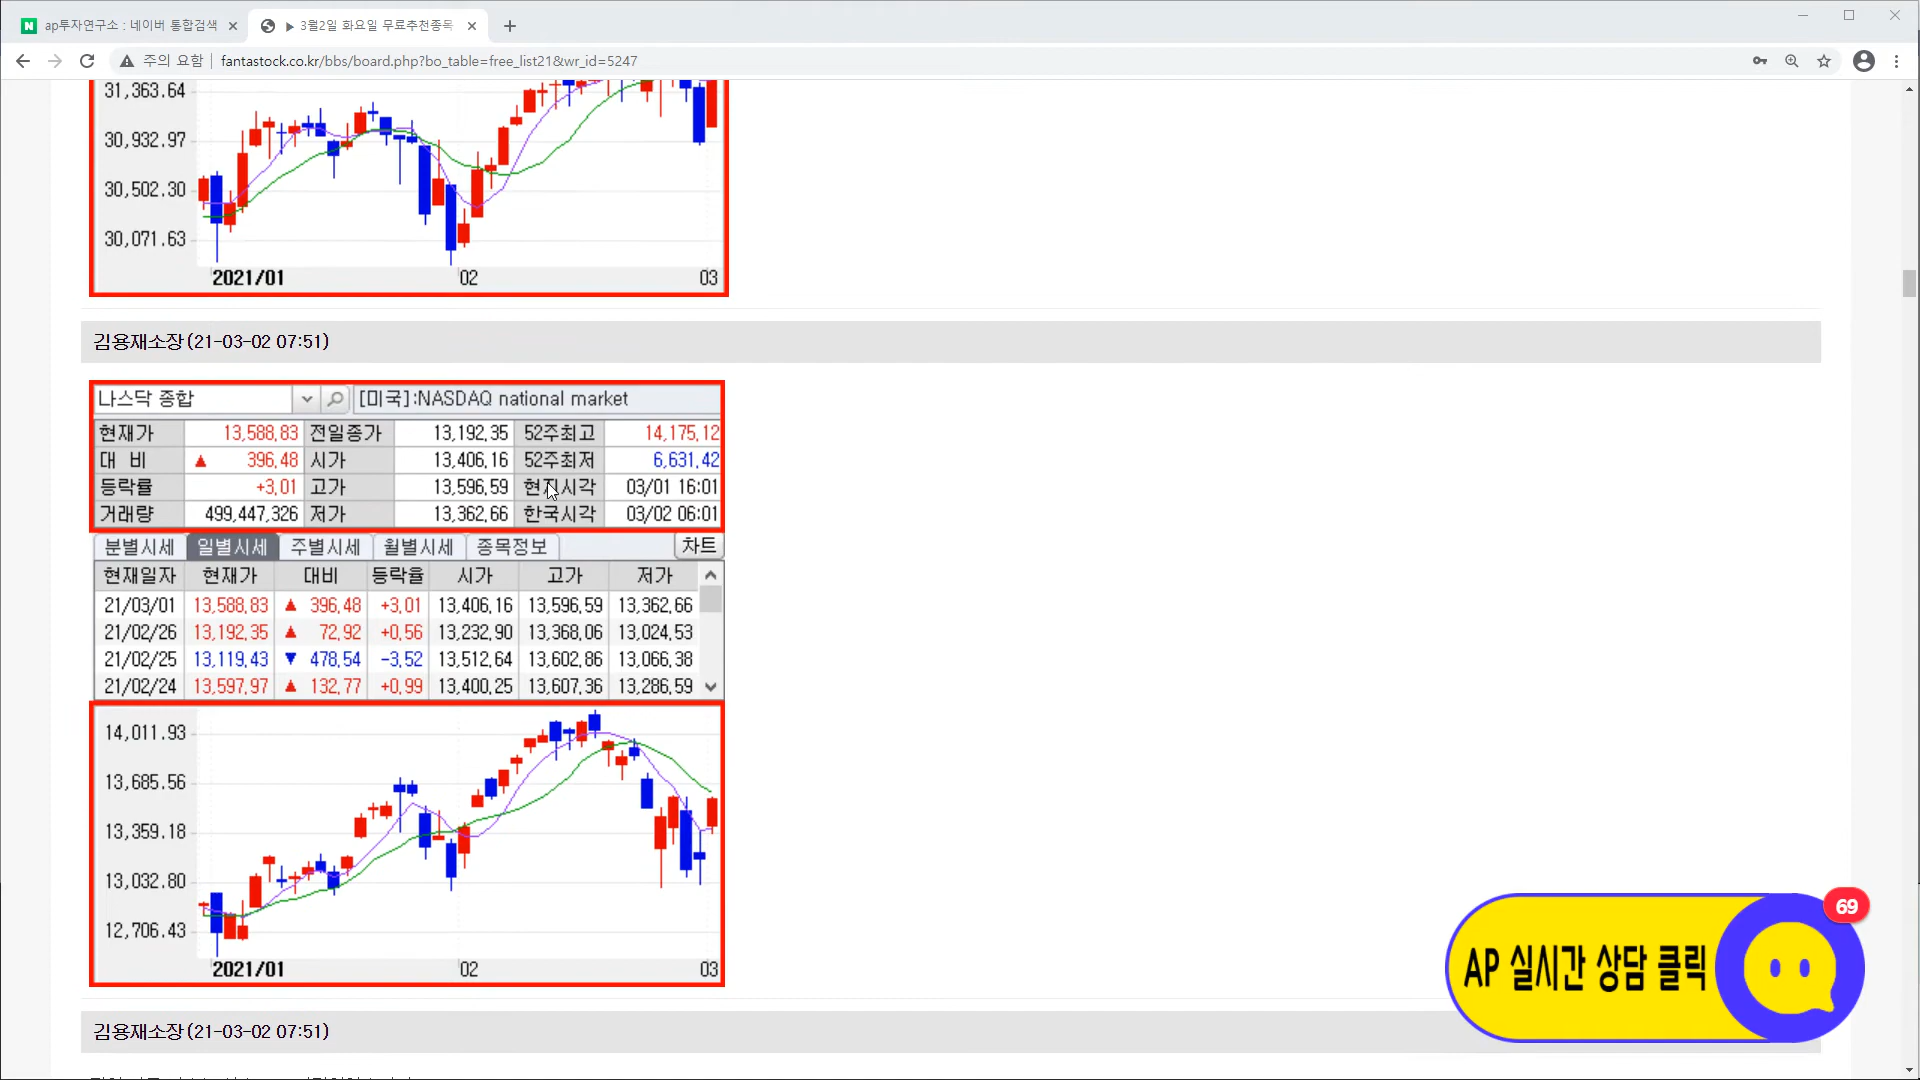 ap투자연구소 : 네이버 통합검색
▶ 3월2일 화요일 무료추천종목
주의 요함 | fantastock.co.kr/bbs/board.php?bo_table=free_list21&wr_id=5247
31,363.64
30,932.97
30,502.30
30,071.63
2021/01 02 03
김용재소장 (21-03-02 07:51)
나스닥 종합 [미국]:NASDAQ national market
현재가 13,588.83 전일종가 13,192.35 52주최고 14,175.12
대 비 ▲ 396.48 시가 13,406.16 52주최저 6,631.42
등락률 +3.01 고가 13,596.59 현지시각 03/01 16:01
거래량 499,447,326 저가 13,362.66 한국시각 03/02 06:01
분별시세 일별시세 주별시세 월별시세 종목정보 차트
현재일자 현재가 대비 등락율 시가 고가 저가
21/03/01 13,588.83 ▲ 396.48 +3.01 13,406.16 13,596.59 13,362.66
21/02/26 13,192.35 ▲ 72.92 +0.56 13,232.90 13,368.06 13,024.53
21/02/25 13,119.43 ▼ 478.54 -3.52 13,512.64 13,602.86 13,066.38
21/02/24 13,597.97 ▲ 132.77 +0.99 13,400.25 13,607.36 13,286.59
14,011.93
13,685.56
13,359.18
13,032.80
12,706.43
2021/01 02 03
69
AP 실시간 상담 클릭
김용재소장 (21-03-02 07:51)